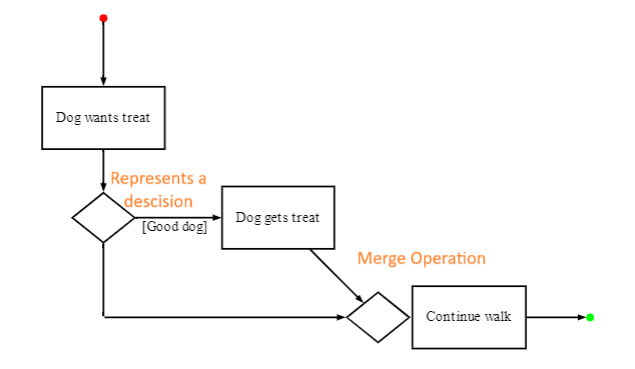 Dog wants treat
Represents a
descision
[Good dog]
Dog gets treat
Merge Operation
Continue walk